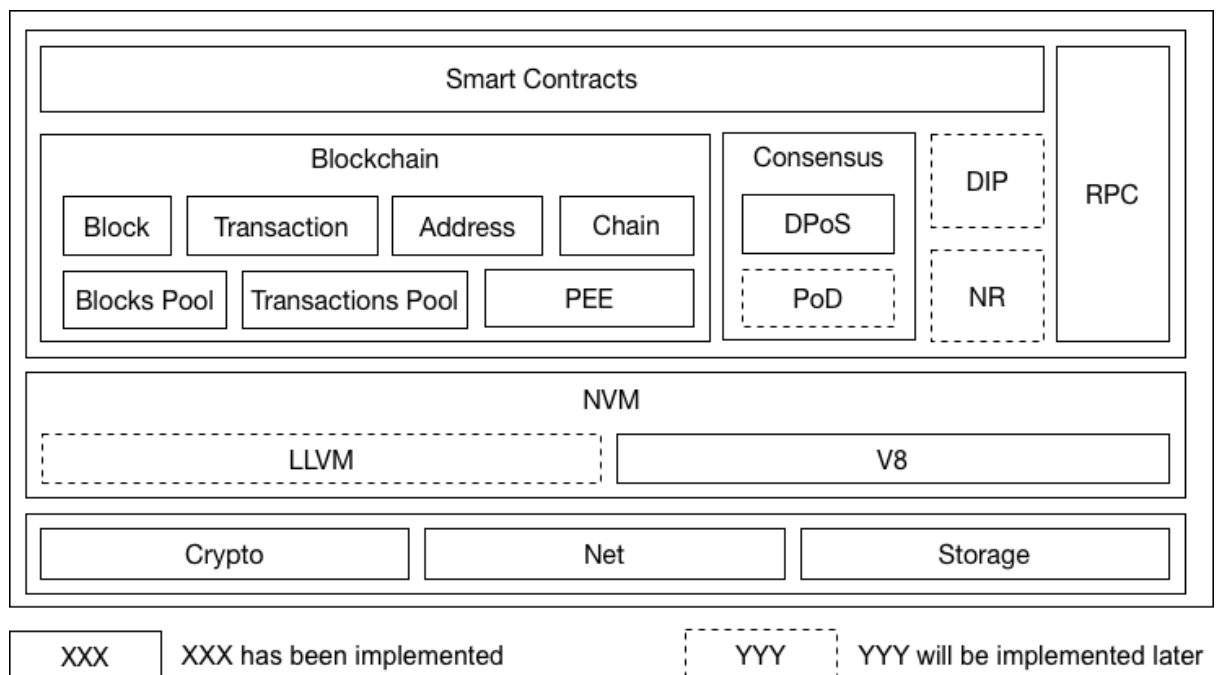 Smart Contracts
RPC
Blockchain
Block
Transaction
Address
Chain
Blocks Pool
Transactions Pool
PEE
Consensus
DPoS
PoD
DIP
NR
NVM
LLVM
V8
Crypto
Net
Storage
XXX
XXX has been implemented
YYY
YYY will be implemented later